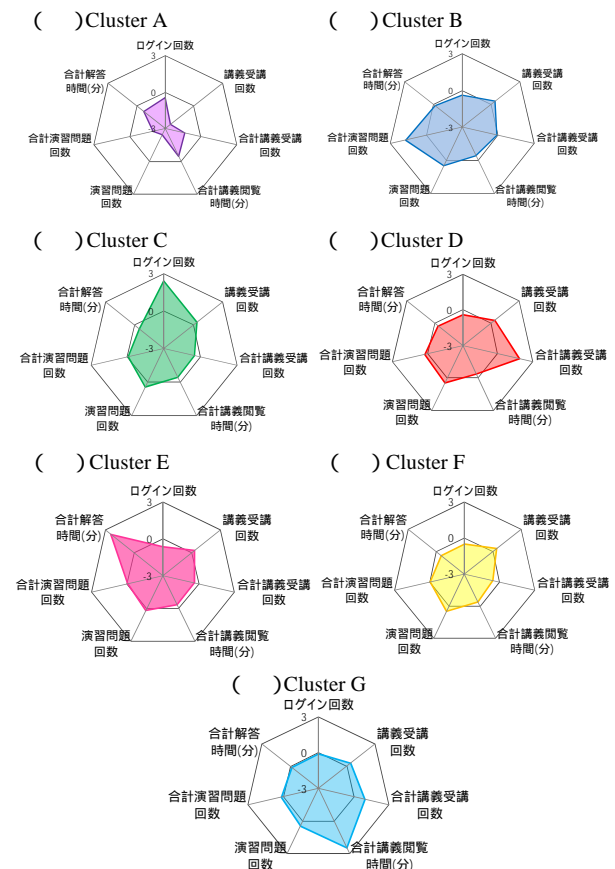 (　　)Cluster A
ログイン回数
3
0
-3
講義受講
回数
合計講義受講
回数
合計講義閲覧
時間(分)
演習問題
回数
合計演習問題
回数
合計解答
時間(分)
(　　) Cluster B
ログイン回数
3
0
-3
講義受講
回数
合計講義受講
回数
合計講義閲覧
時間(分)
演習問題
回数
合計演習問題
回数
合計解答
時間(分)
(　　)Cluster C
ログイン回数
3
0
-3
講義受講
回数
合計講義受講
回数
合計講義閲覧
時間(分)
演習問題
回数
合計演習問題
回数
合計解答
時間(分)
(　　)Cluster D
ログイン回数
3
0
-3
講義受講
回数
合計講義受講
回数
合計講義閲覧
時間(分)
演習問題
回数
合計演習問題
回数
合計解答
時間(分)
(　　) Cluster E
ログイン回数
3
0
-3
講義受講
回数
合計講義受講
回数
合計講義閲覧
時間(分)
演習問題
回数
合計演習問題
回数
合計解答
時間(分)
(　　) Cluster F
ログイン回数
3
0
-3
講義受講
回数
合計講義受講
回数
合計講義閲覧
時間(分)
演習問題
回数
合計演習問題
回数
合計解答
時間(分)
(　　)Cluster G
ログイン回数
3
0
-3
講義受講
回数
合計講義受講
回数
合計講義閲覧
時間(分)
演習問題
回数
合計演習問題
回数
合計解答
時間(分)